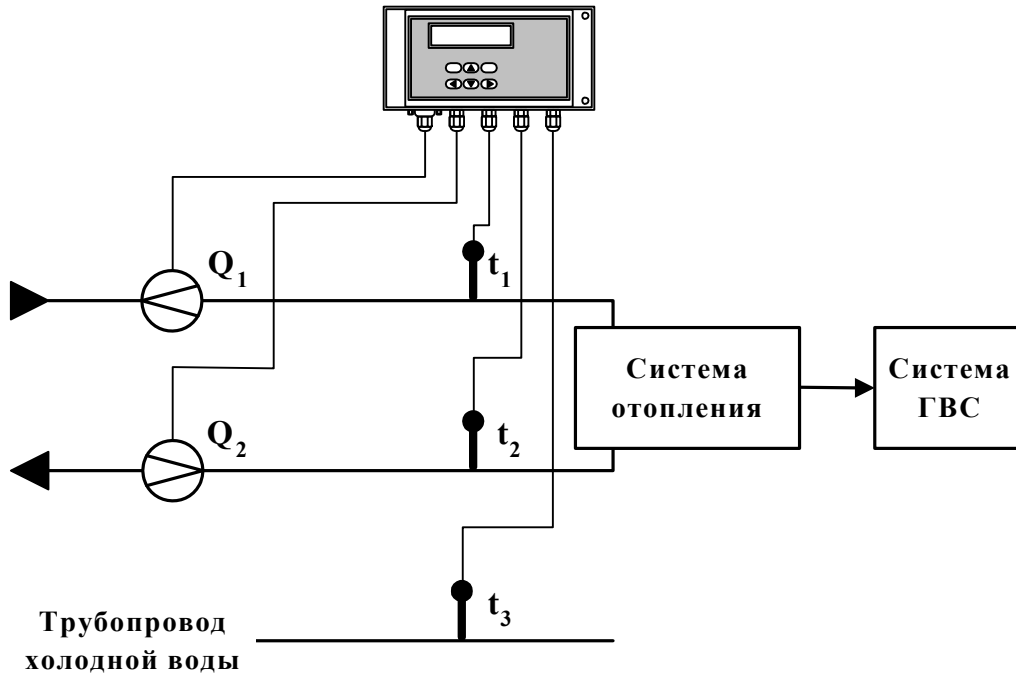 Q1
t1
Система
отопления
Система
ГВС
Q2
t2
t3
Трубопровод
холодной воды